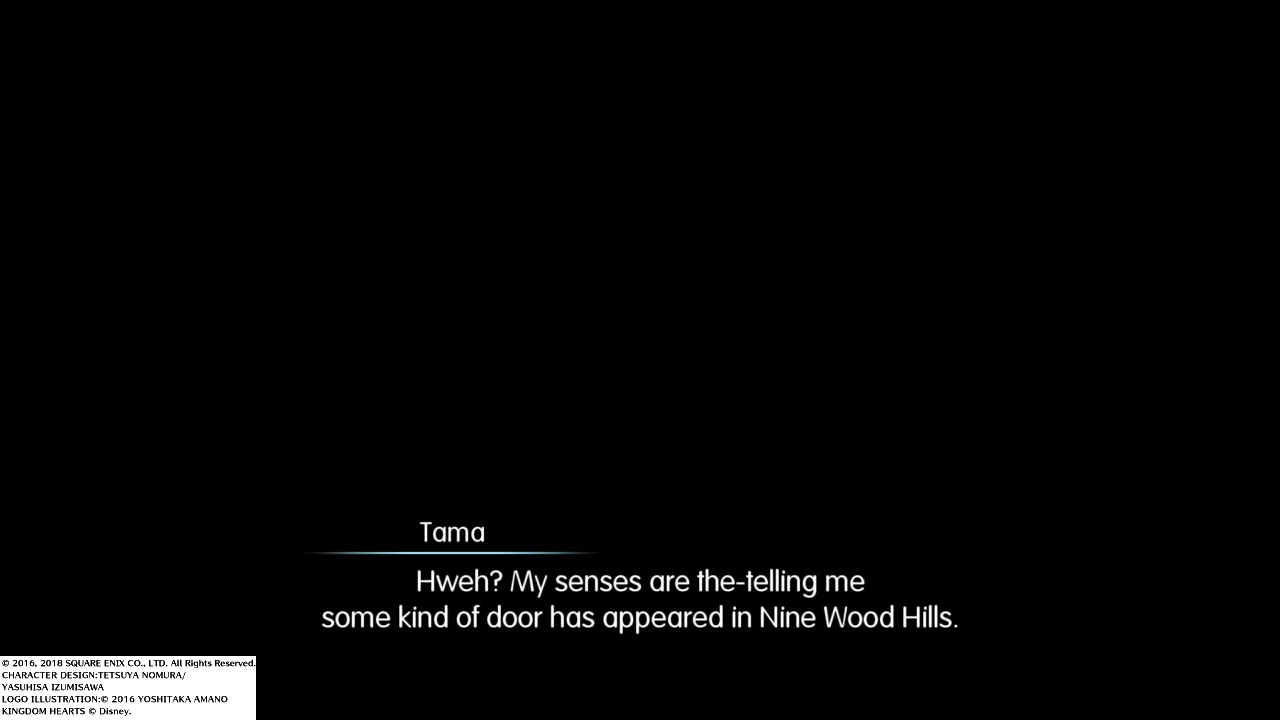 Tama
Hweh? My senses are the-telling me
some kind of door has appeared in Nine Wood Hills.
© 2016, 2018 SQUARE ENIX CO., LTD. All Rights Reserved.
CHARACTER DESIGN:TETSUYA NOMURA/
YASUHISA IZUMISAWA
LOGO ILLUSTRATION:© 2016 YOSHITAKA AMANO
KINGDOM HEARTS © Disney.